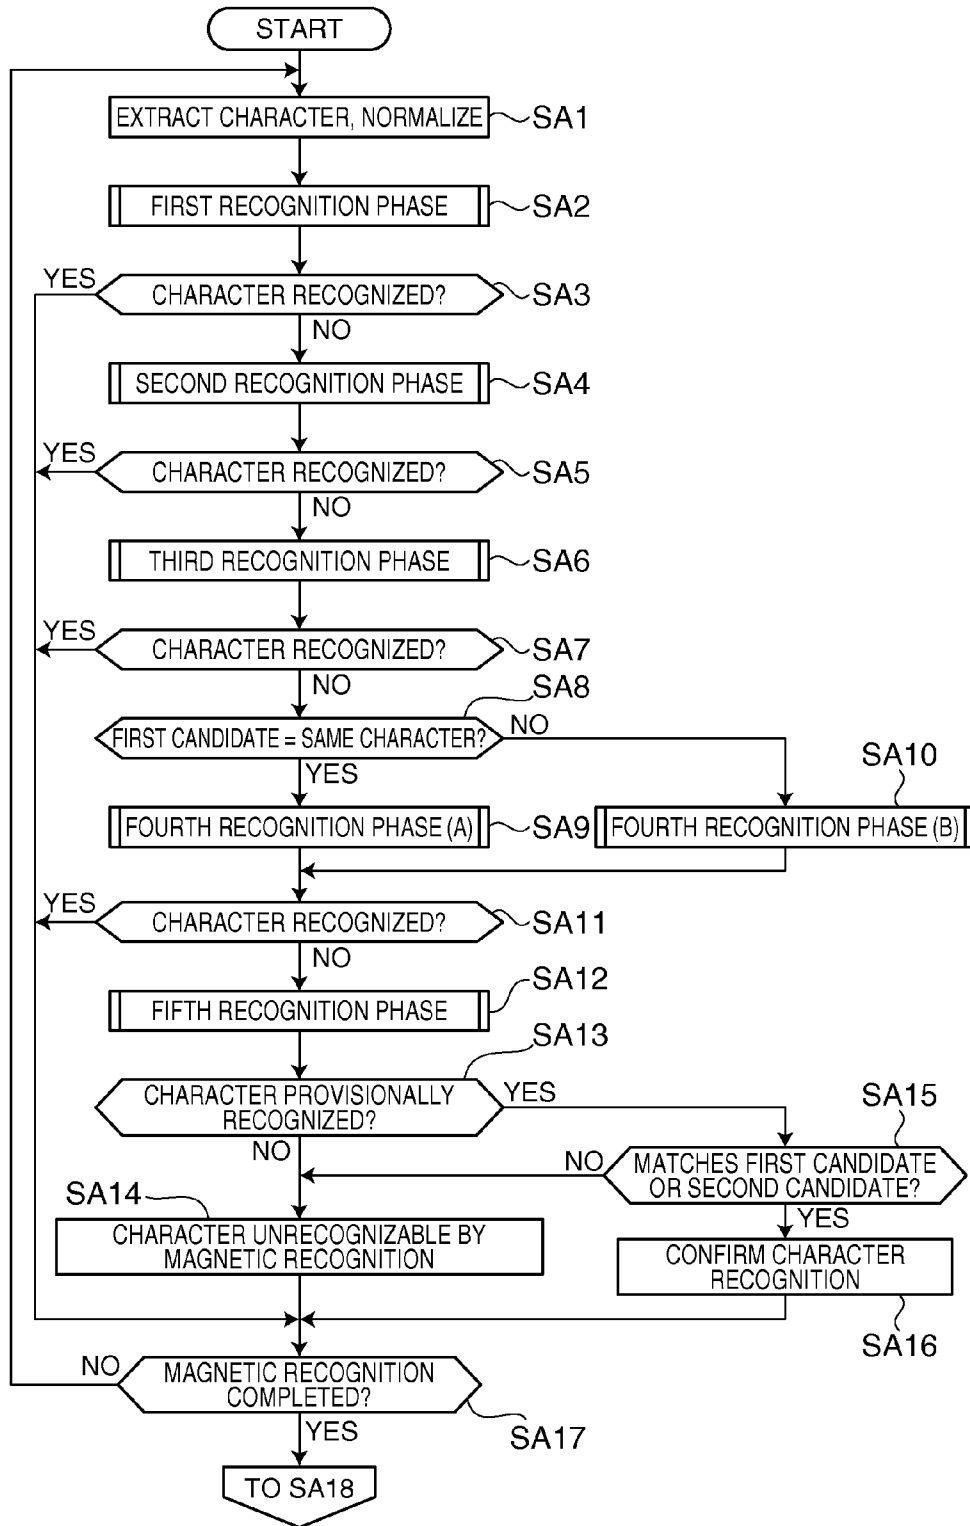 START
EXTRACT CHARACTER, NORMALIZE
SA1
FIRST RECOGNITION PHASE
SA2
YES
CHARACTER RECOGNIZED?
SA3
NO
SECOND RECOGNITION PHASE
SA4
YES
CHARACTER RECOGNIZED?
SA5
NO
THIRD RECOGNITION PHASE
SA6
YES
CHARACTER RECOGNIZED?
SA7
NO
SA8
FIRST CANDIDATE = SAME CHARACTER?
NO
YES
SA10
FOURTH RECOGNITION PHASE (A)
SA9
FOURTH RECOGNITION PHASE (B)
YES
CHARACTER RECOGNIZED?
SA11
NO
SA12
FIFTH RECOGNITION PHASE
SA13
CHARACTER PROVISIONALLY
RECOGNIZED?
YES
SA15
NO
NO
MATCHES FIRST CANDIDATE
OR SECOND CANDIDATE?
SA14
YES
CHARACTER UNRECOGNIZABLE BY
MAGNETIC RECOGNITION
CONFIRM CHARACTER
RECOGNITION
SA16
NO
MAGNETIC RECOGNITION
COMPLETED?
SA17
YES
TO SA18